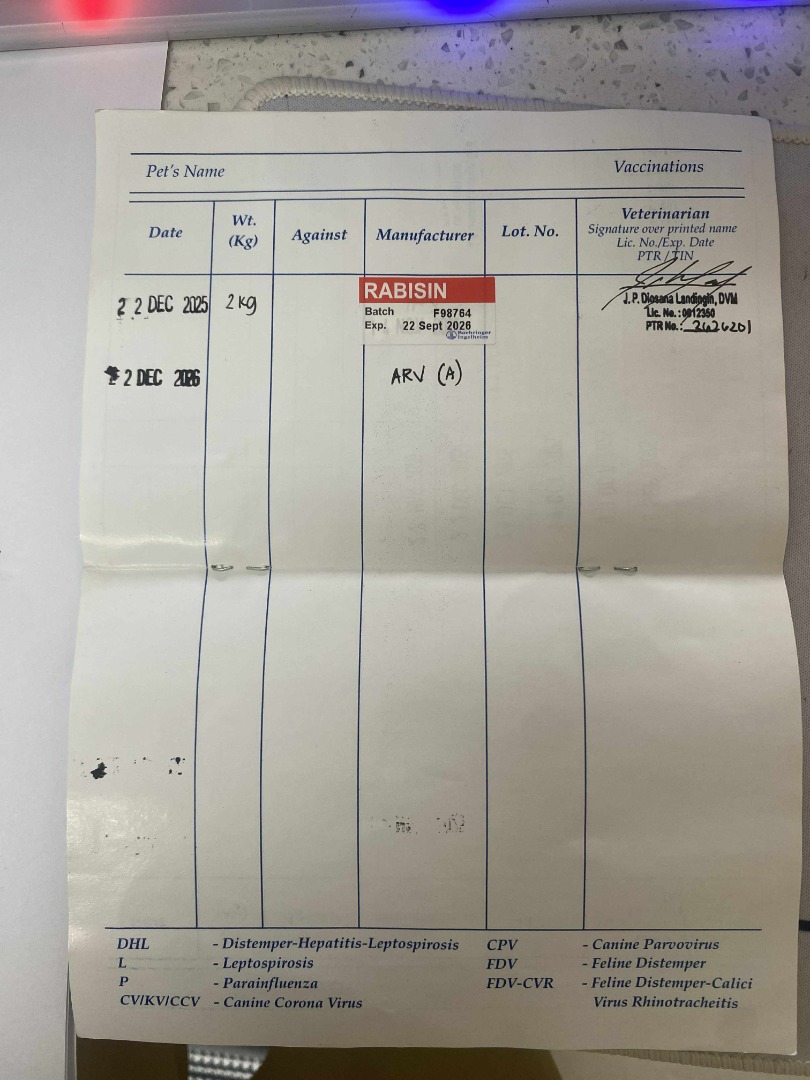 Pet's Name Vaccinations
Date Wt. (Kg) Against Manufacturer Lot. No. Veterinarian
Signature over printed name
Lic. No./Exp. Date
PTR / TIN
22 DEC 2025 2 kg RABISIN
Batch F98764
Exp. 22 Sept 2026
Boehringer
Ingelheim
J. P. Diosana Landingin, DVM
Lic. No.: 0012350
PTR No.: 2626201
2 DEC 2026 ARV (A)
DHL - Distemper-Hepatitis-Leptospirosis CPV - Canine Parvovirus
L - Leptospirosis FDV - Feline Distemper
P - Parainfluenza FDV-CVR - Feline Distemper-Calici
CV/KV/CCV - Canine Corona Virus Virus Rhinotracheitis